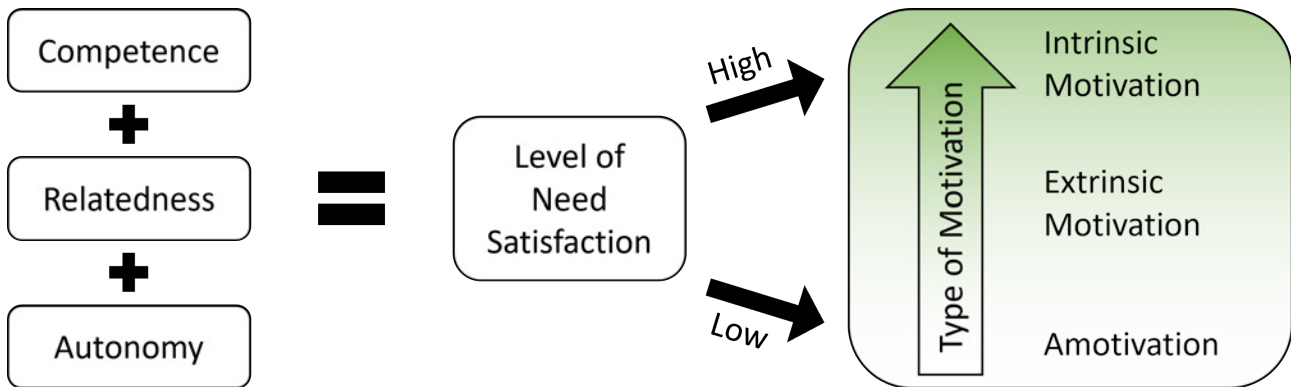 Competence
+
Relatedness
+
Autonomy
=
Level of
Need
Satisfaction
High
Low
Type of Motivation
Intrinsic
Motivation
Extrinsic
Motivation
Amotivation